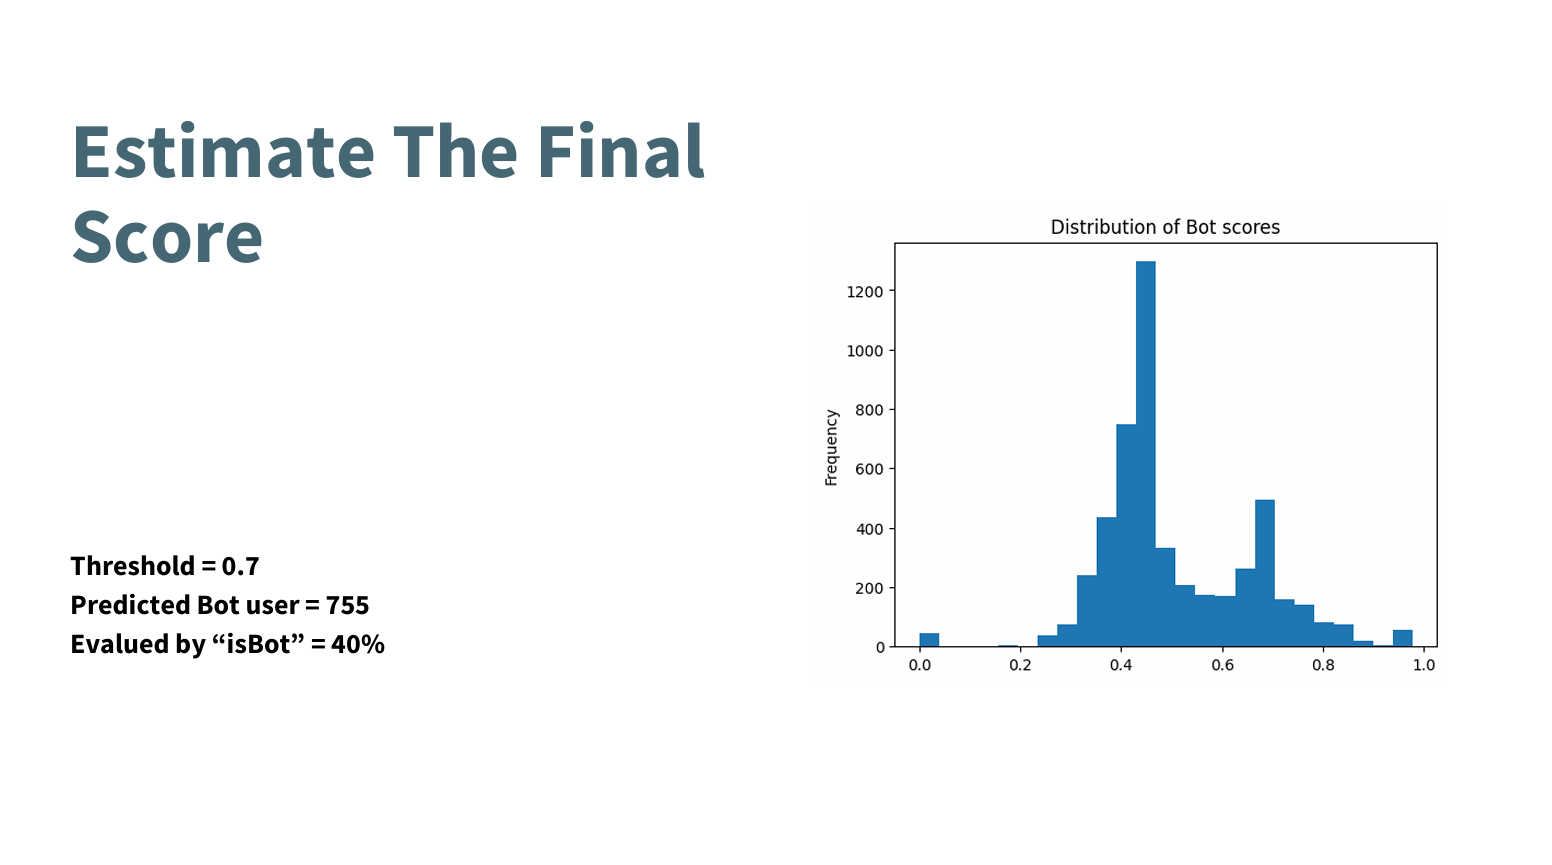 Estimate The Final
Score
Threshold = 0.7
Predicted Bot user = 755
Evalued by “isBot” = 40%
Distribution of Bot scores
Frequency
1200
1000
800
600
400
200
0
0.0 0.2 0.4 0.6 0.8 1.0